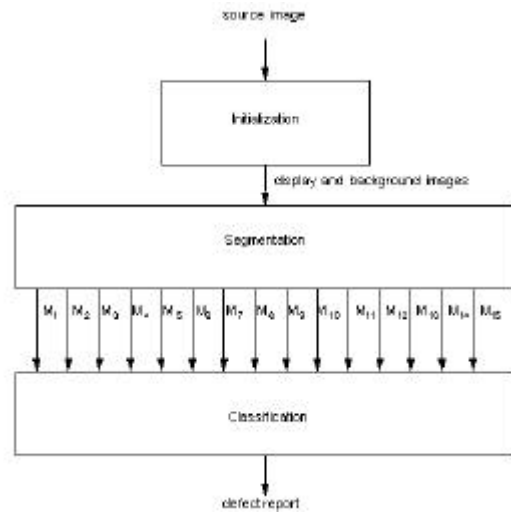 source image
Initialization
display and background images
Segmentation
M1 M2 M3 M4 M5 M6 M7 M8 M9 M10 M11 M12 M13 M14 M15
Classification
defect report